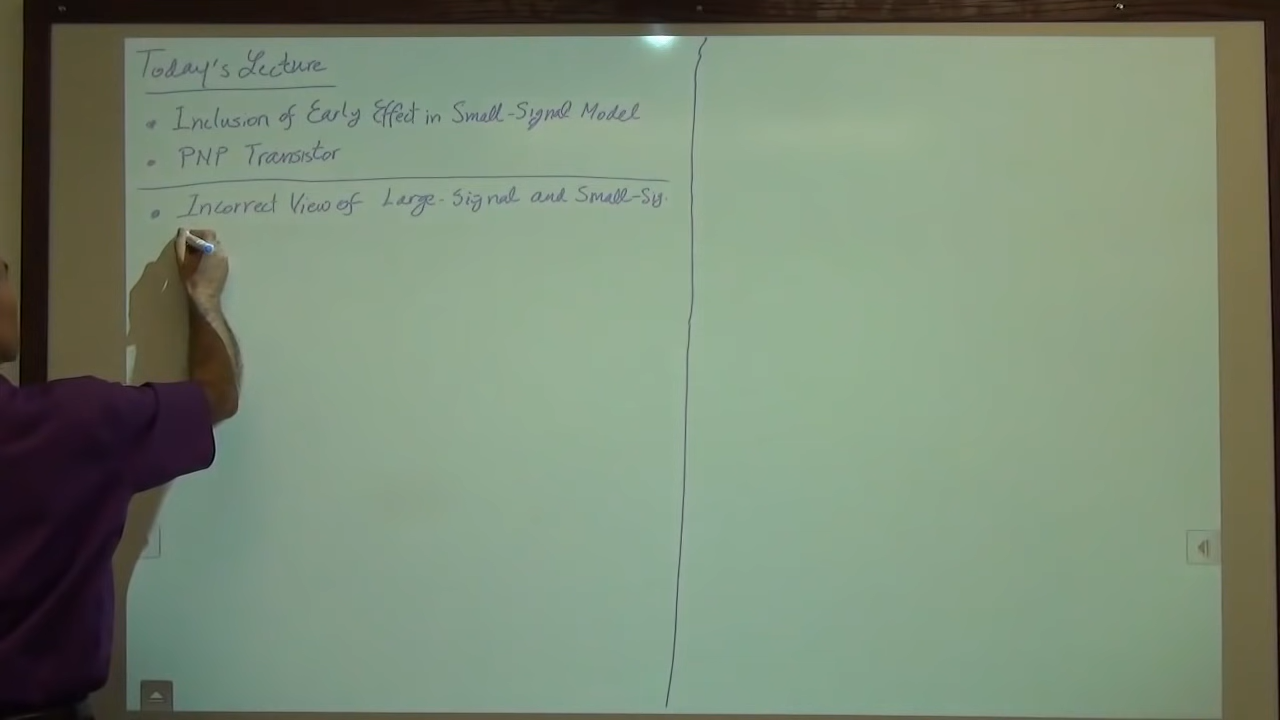 Today's Lecture
• Inclusion of Early Effect in Small-Signal Model
• PNP Transistor
• Incorrect View of Large-Signal and Small-Sig.